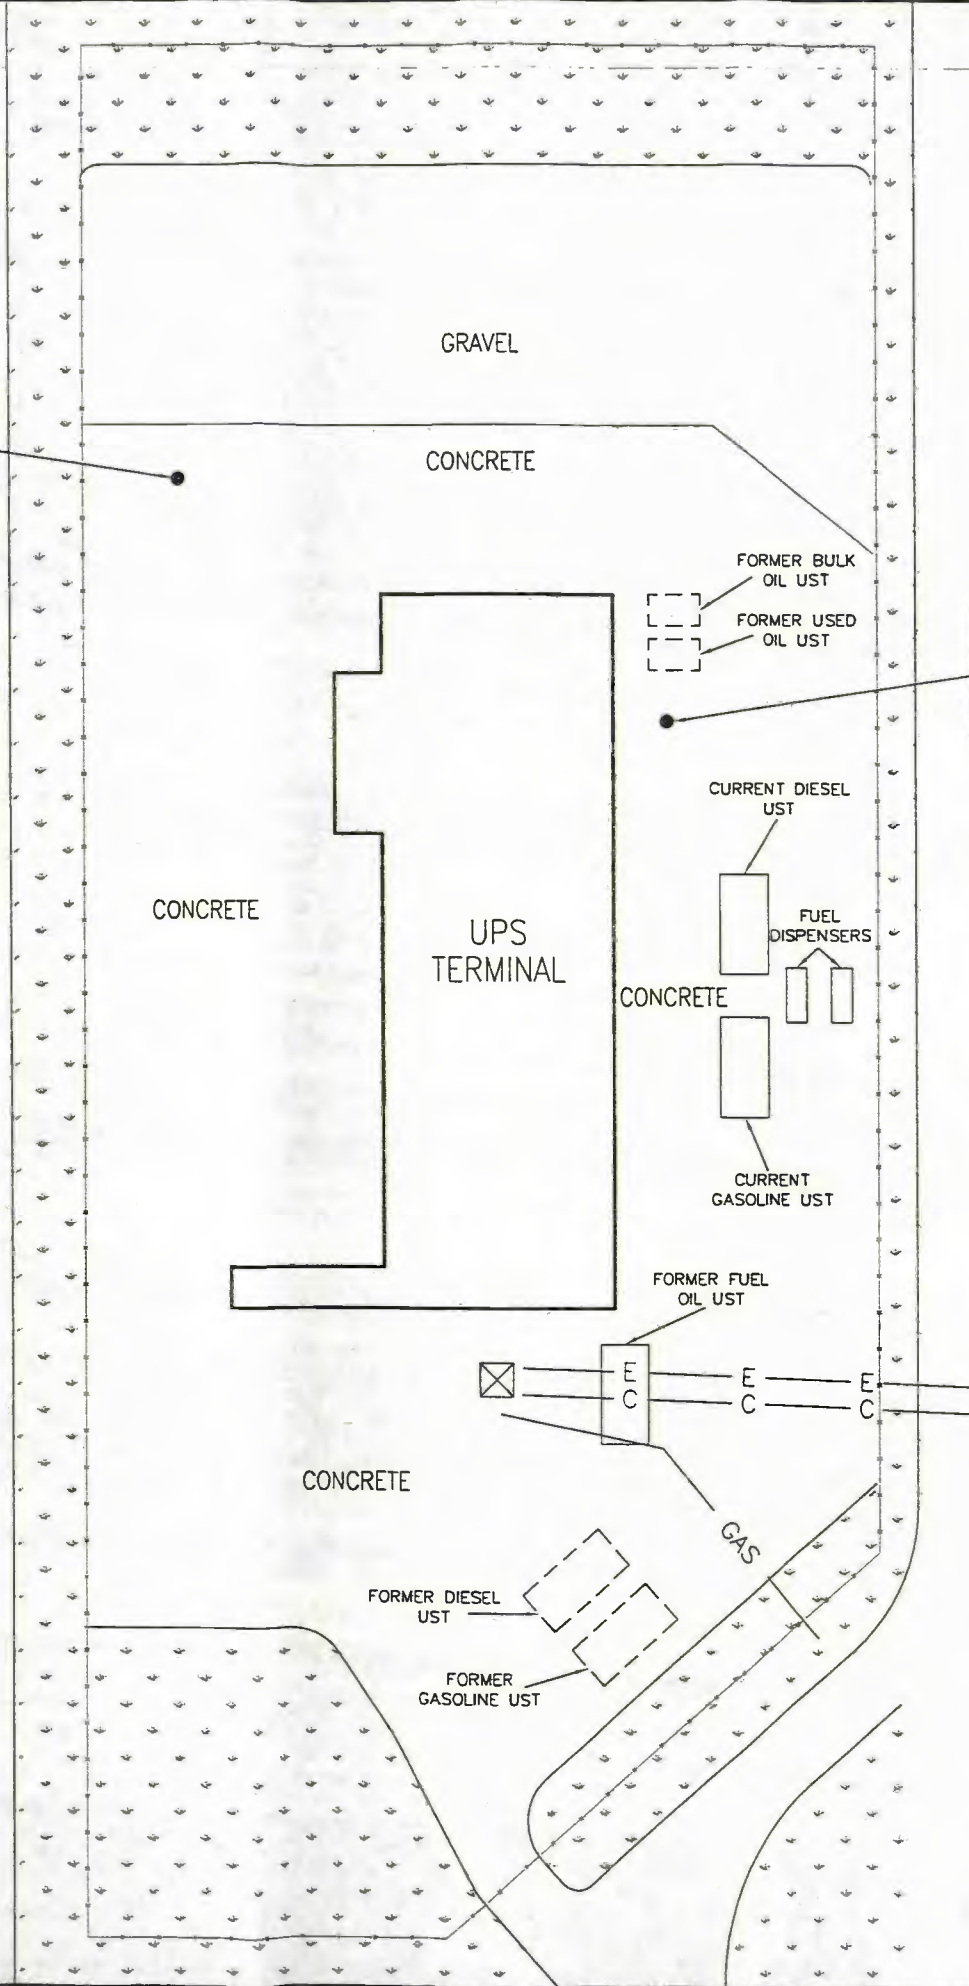 GRAVEL
CONCRETE
FORMER BULK
OIL UST
FORMER USED
OIL UST
CURRENT DIESEL
UST
CONCRETE
FUEL
DISPENSERS
UPS
TERMINAL
CONCRETE
CURRENT
GASOLINE UST
FORMER FUEL
OIL UST
E E E
C C C
CONCRETE
GAS
FORMER DIESEL
UST
FORMER
GASOLINE UST